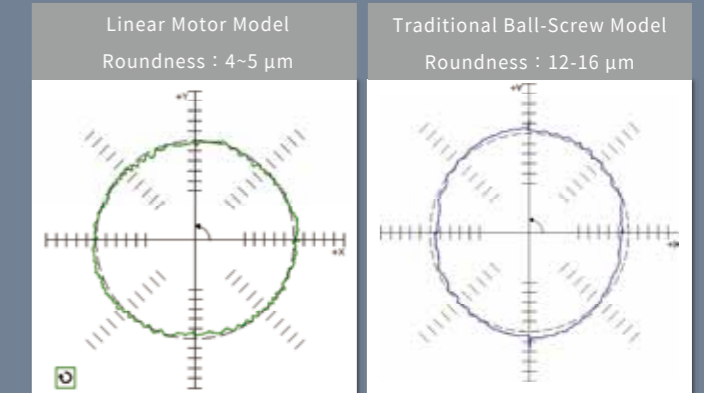 Linear Motor Model
Roundness：4~5 μm
Traditional Ball-Screw Model
Roundness：12-16 μm
+Y
+X
+Y